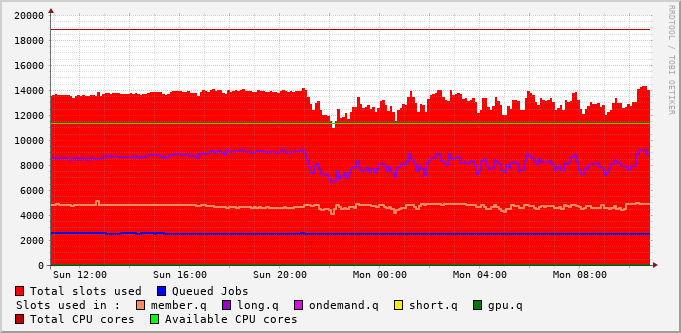 RRDTOOL / TOBI OETIKER
20000
18000
16000
14000
12000
10000
8000
6000
4000
2000
0
Sun 12:00 Sun 16:00 Sun 20:00 Mon 00:00 Mon 04:00 Mon 08:00
Total slots used Queued Jobs
Slots used in : member.q long.q ondemand.q short.q gpu.q
Total CPU cores Available CPU cores